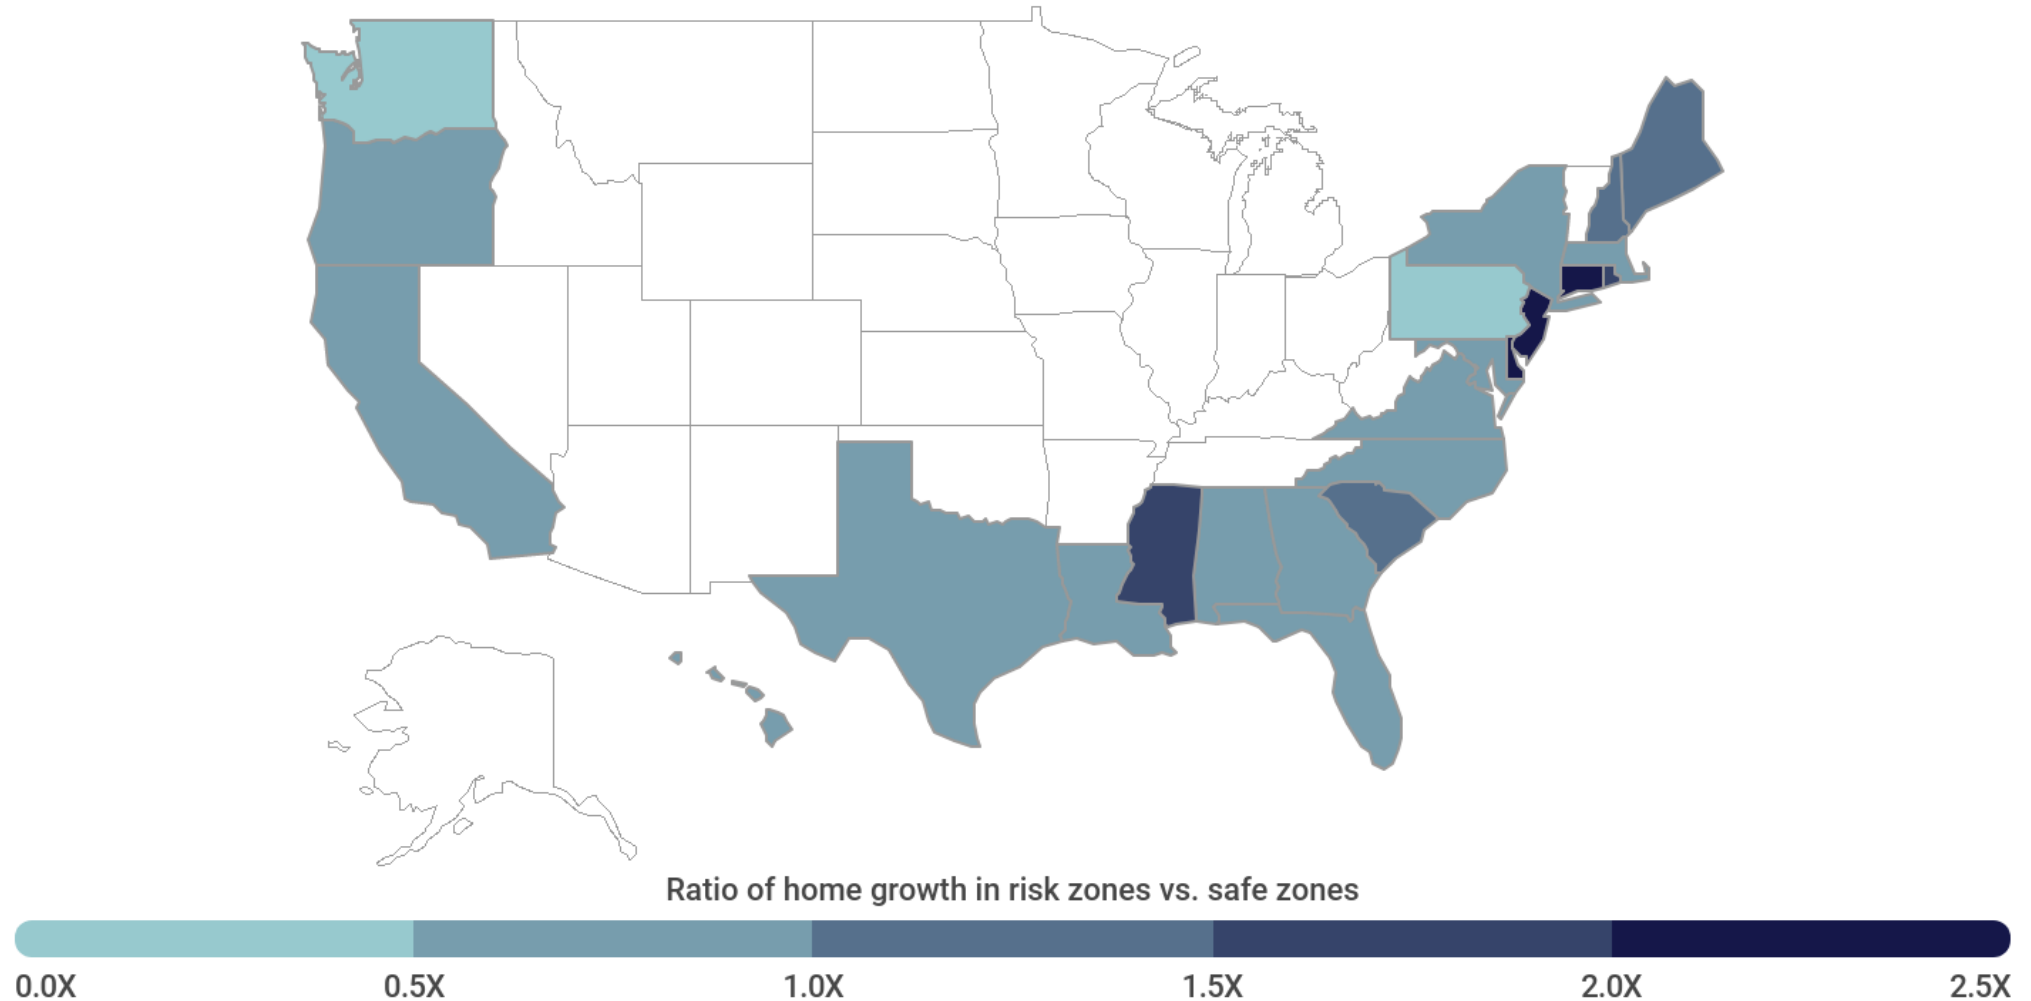 Ratio of home growth in risk zones vs. safe zones
0.0X 0.5X 1.0X 1.5X 2.0X 2.5X